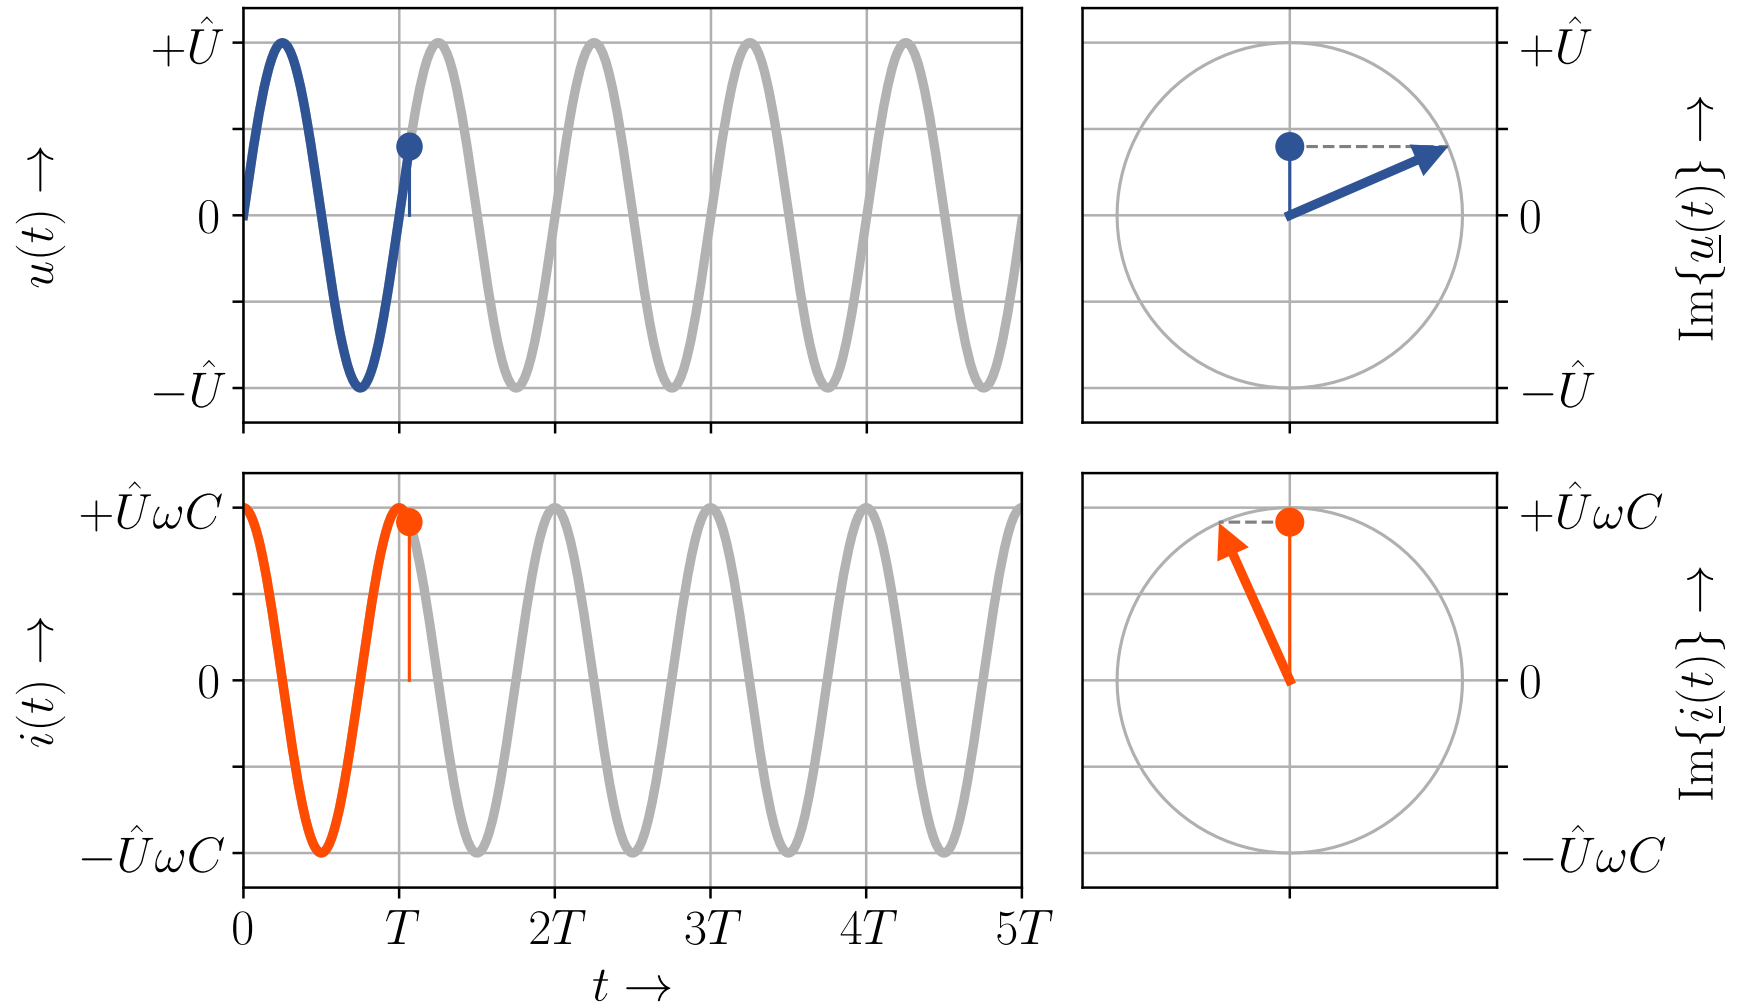 u(t) →
+Û
0
−Û
+Û
0
−Û
Im{u̲(t)} →
i(t) →
+ÛωC
0
−ÛωC
+ÛωC
0
−ÛωC
Im{i̲(t)} →
0 T 2T 3T 4T 5T
t →